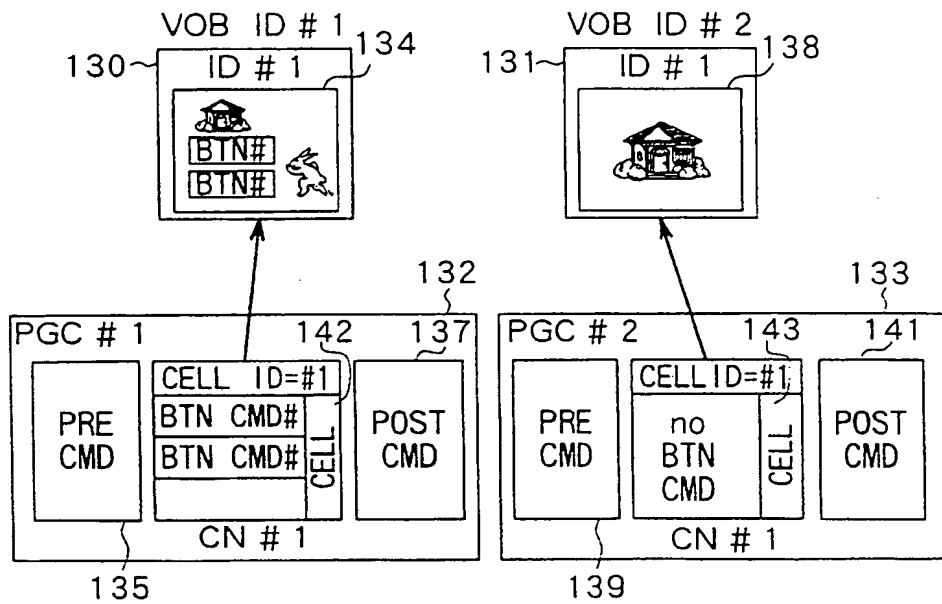 VOB ID # 1
130
ID # 1
134
BTN#
BTN#
VOB ID # 2
131
ID # 1
138
132
PGC # 1
142
137
PRE
CMD
CELL ID=#1
BTN CMD#
BTN CMD#
CELL
POST
CMD
CN # 1
135
133
PGC # 2
143
141
PRE
CMD
CELL ID=#1
no
BTN
CMD
CELL
POST
CMD
CN # 1
139